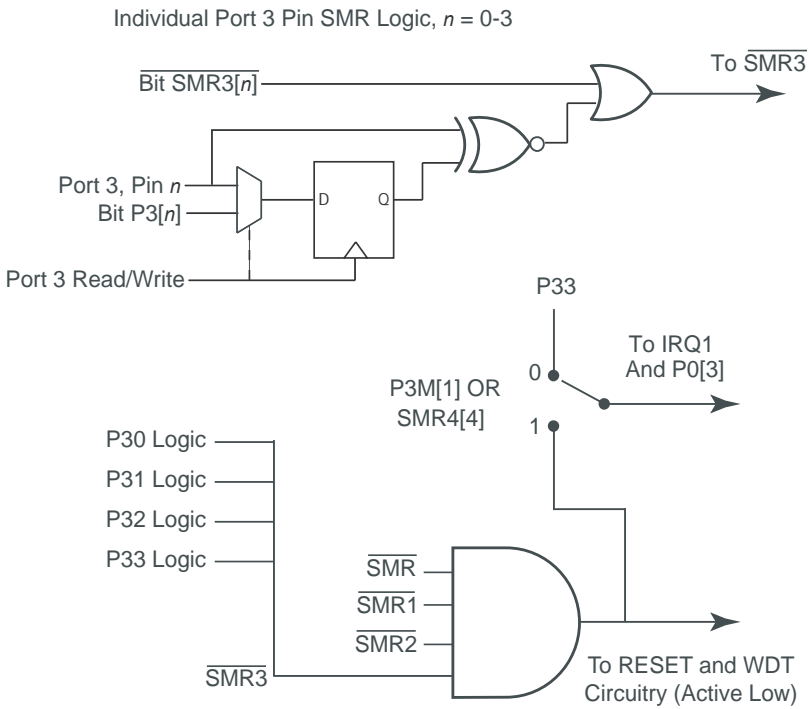 Individual Port 3 Pin SMR Logic, n = 0-3
To SMR3
Bit SMR3[n]
Port 3, Pin n
Bit P3[n]
D
Q
Port 3 Read/Write
P33
To IRQ1
And P0[3]
0
P3M[1] OR
SMR4[4]
1
P30 Logic
P31 Logic
P32 Logic
P33 Logic
SMR
SMR1
SMR2
SMR3
To RESET and WDT
Circuitry (Active Low)